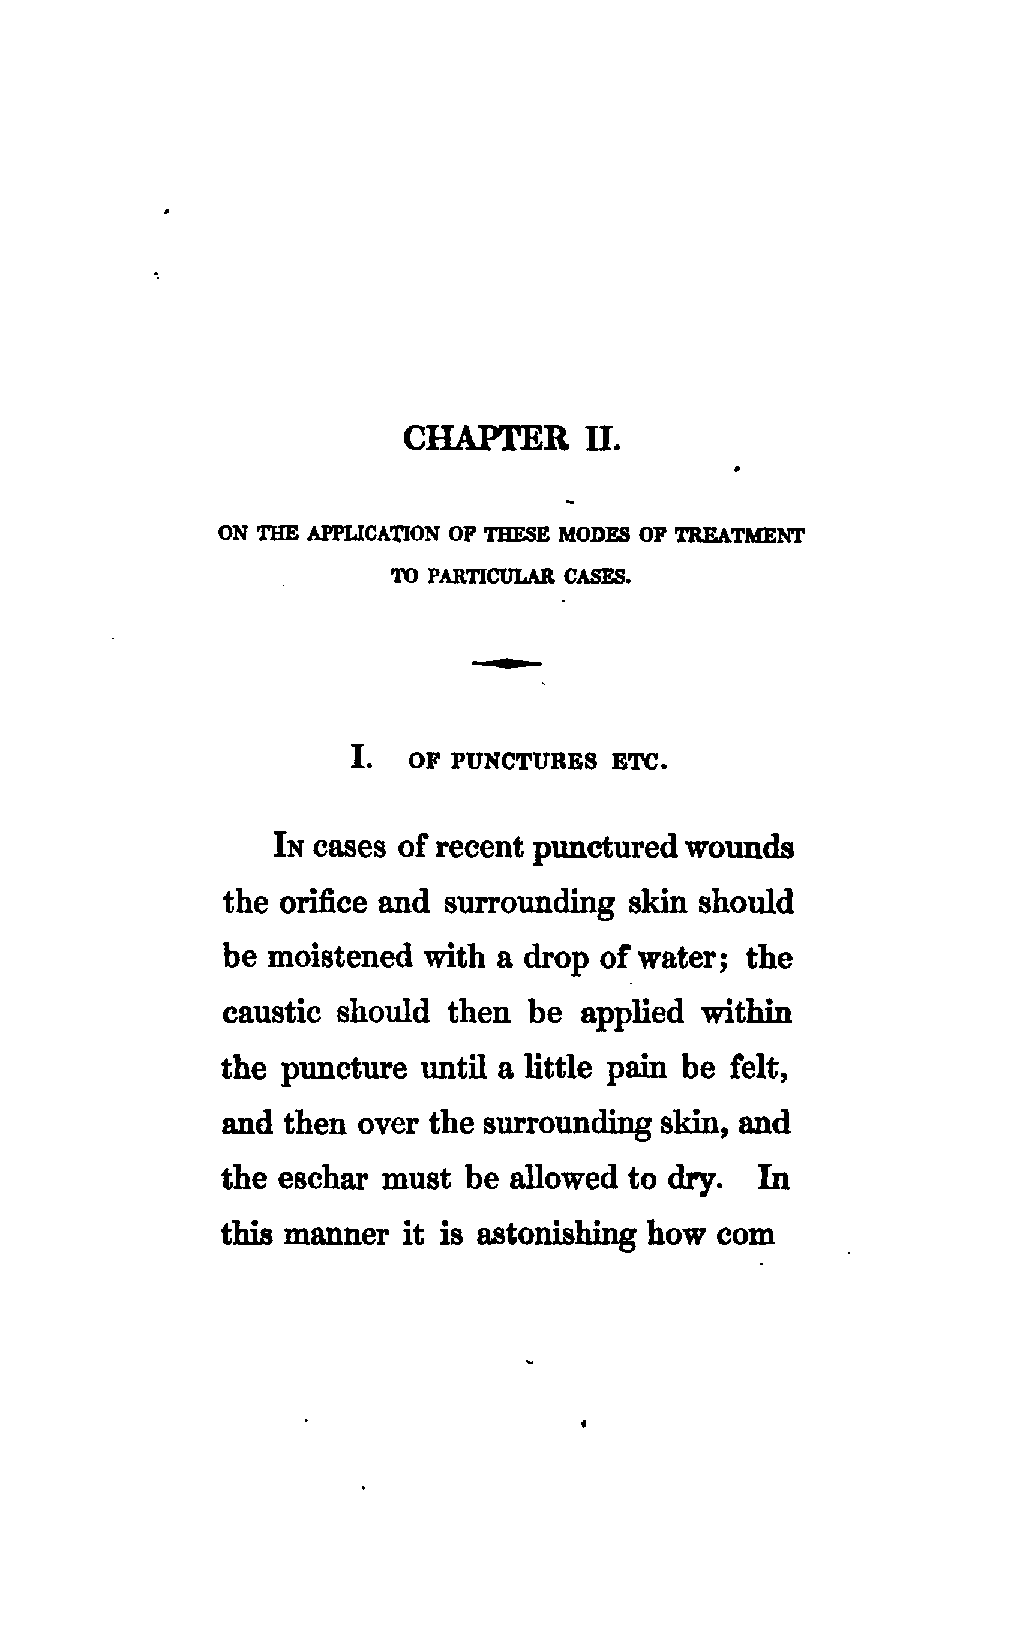 CHAPTER II.
ON THE APPLICATION OF THESE MODES OF TREATMENT
TO PARTICULAR CASES.
I. OF PUNCTURES ETC.
IN cases of recent punctured wounds
the orifice and surrounding skin should
be moistened with a drop of water; the
caustic should then be applied within
the puncture until a little pain be felt,
and then over the surrounding skin, and
the eschar must be allowed to dry. In
this manner it is astonishing how com